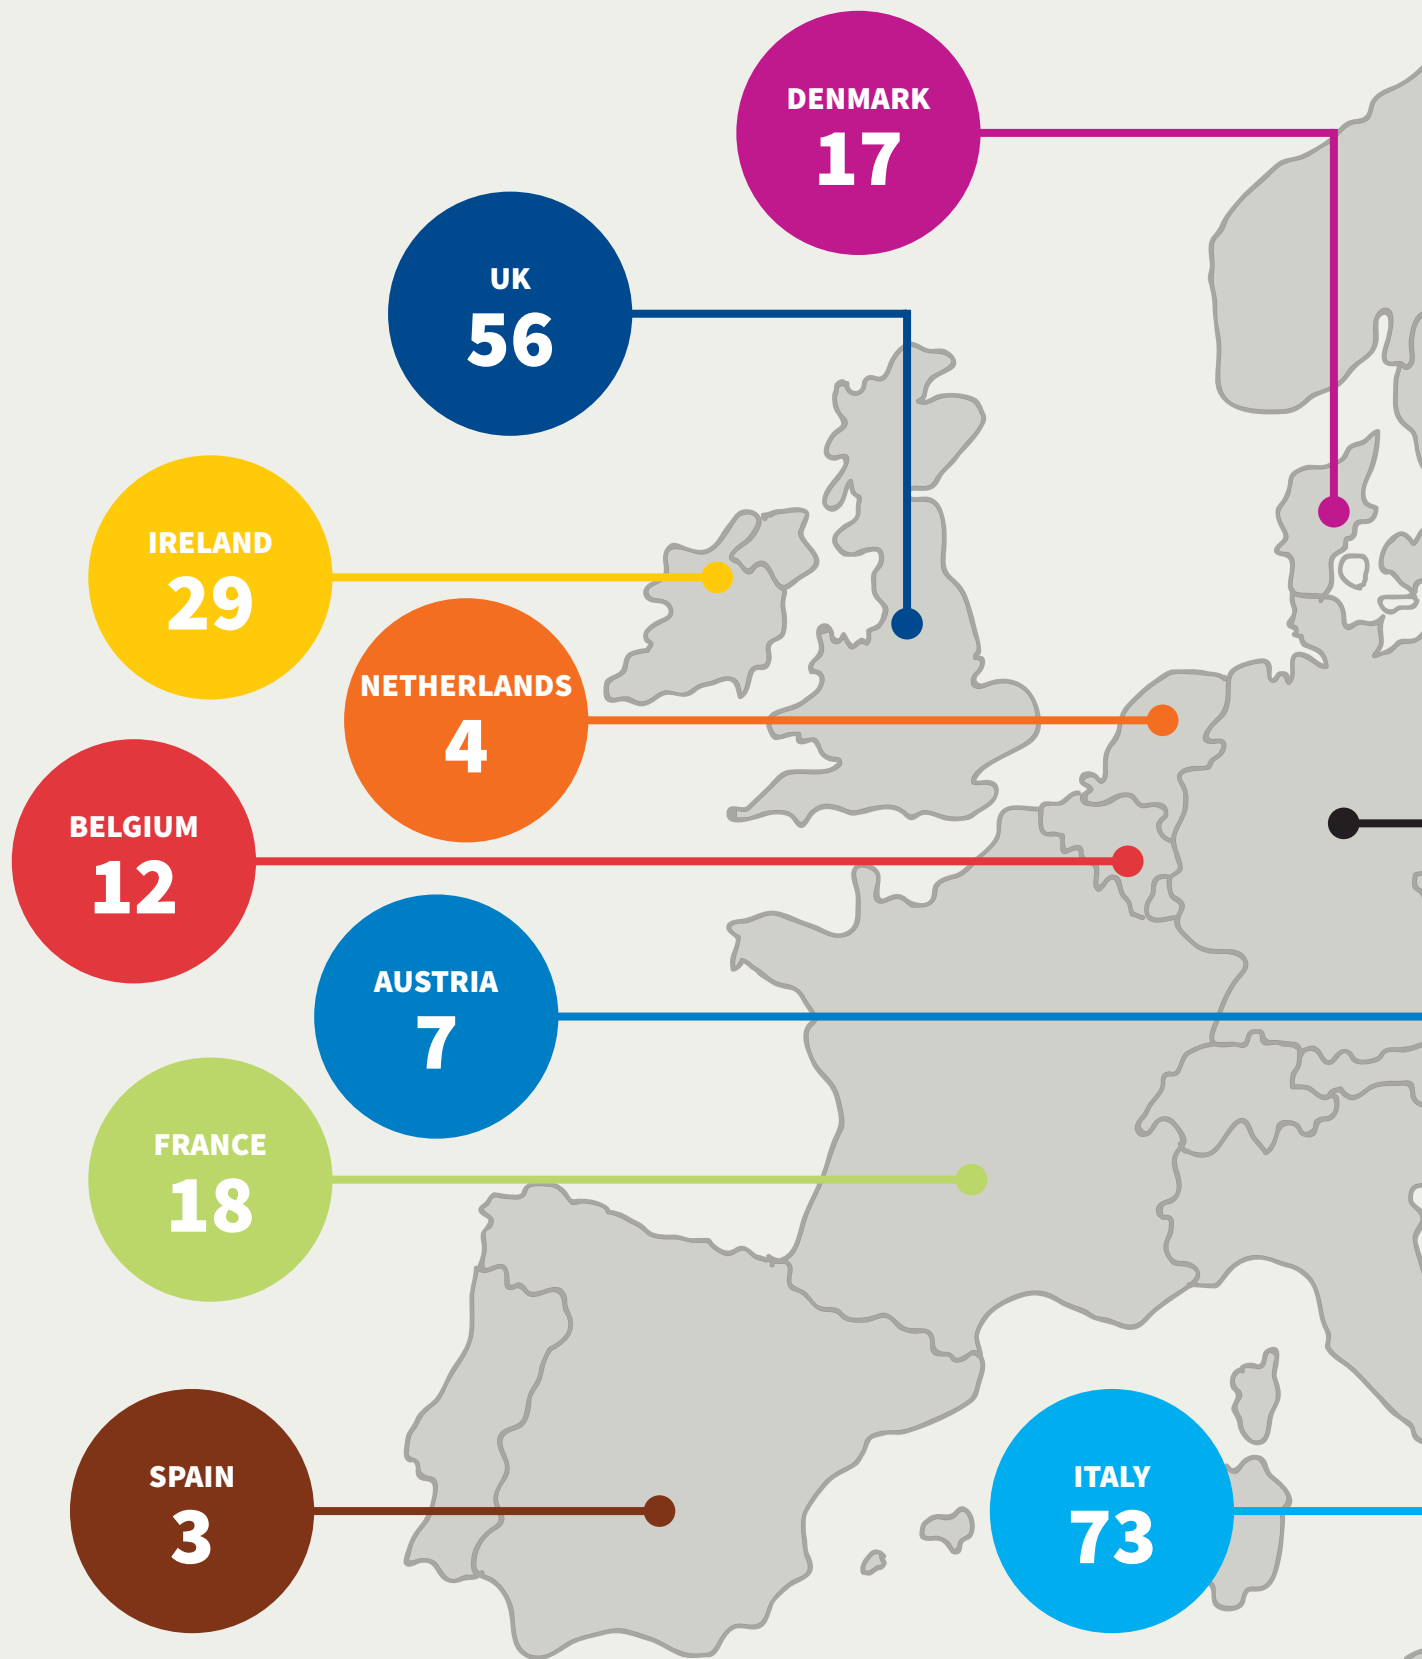 DENMARK
17
UK
56
IRELAND
29
NETHERLANDS
4
BELGIUM
12
AUSTRIA
7
FRANCE
18
SPAIN
3
ITALY
73